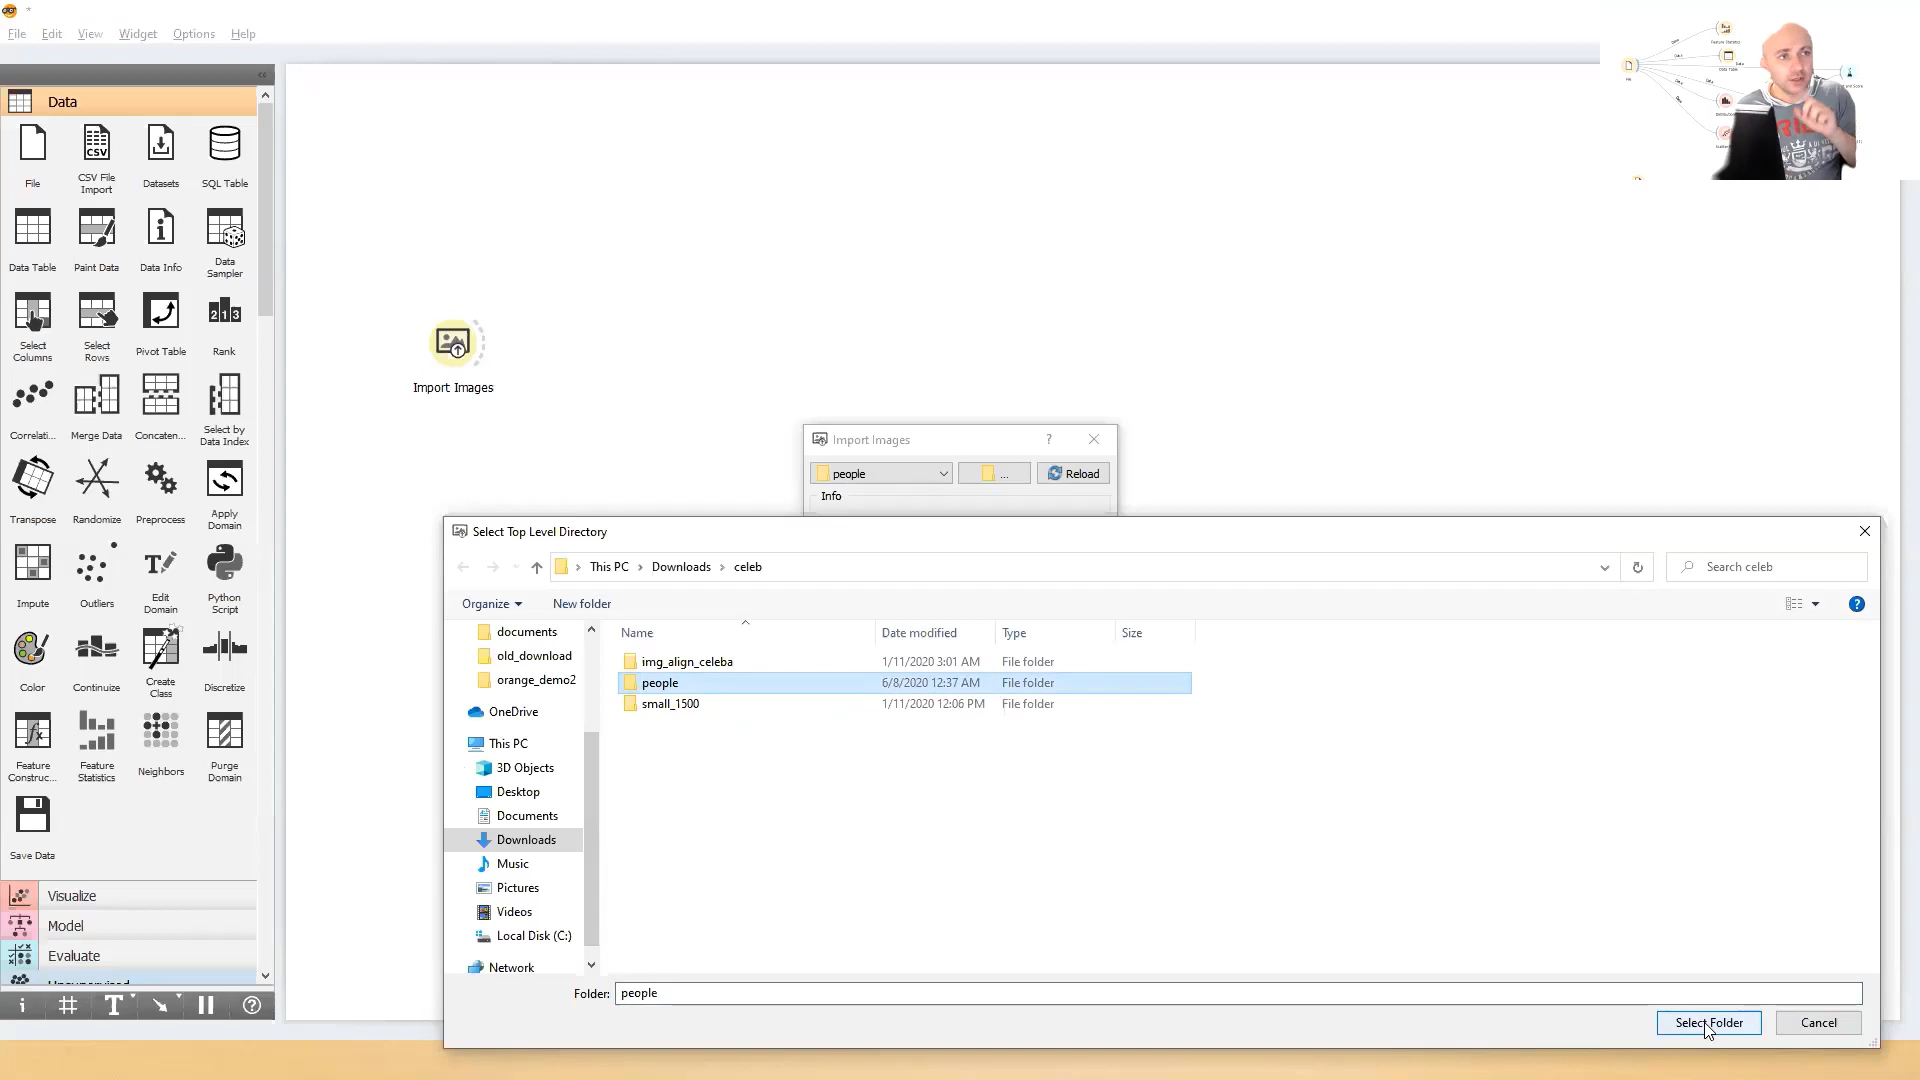 *
File Edit View Widget Options Help
Data
File
CSV File Import
Datasets
SQL Table
Data Table
Paint Data
Data Info
Data Sampler
Select Columns
Select Rows
Pivot Table
Rank
Correlati...
Merge Data
Concaten...
Select by Data Index
Transpose
Randomize
Preprocess
Apply Domain
Impute
Outliers
Edit Domain
Python Script
Color
Continuize
Create Class
Discretize
Feature Construc...
Feature Statistics
Neighbors
Purge Domain
Save Data
Visualize
Model
Evaluate
Unsupervised
Import Images
Import Images ?
people ... Reload
Info
Select Top Level Directory
This PC › Downloads › celeb
Search celeb
Organize New folder
documents
old_download
orange_demo2
OneDrive
This PC
3D Objects
Desktop
Documents
Downloads
Music
Pictures
Videos
Local Disk (C:)
Network
Name Date modified Type Size
img_align_celeba 1/11/2020 3:01 AM File folder
people 6/8/2020 12:37 AM File folder
small_1500 1/11/2020 12:06 PM File folder
Folder: people
Select Folder Cancel